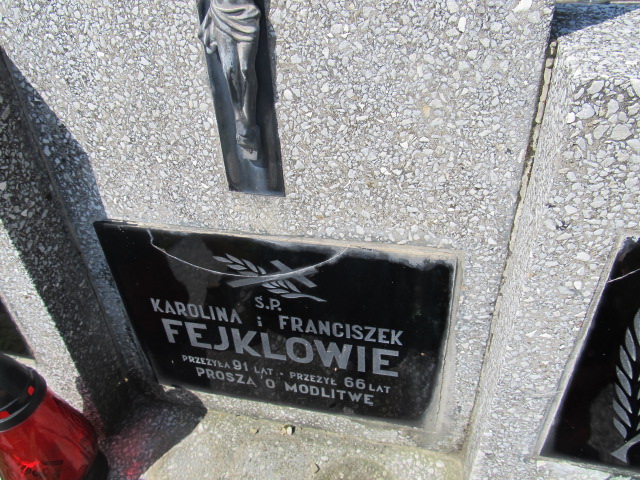 Ś.P.
KAROLINA i FRANCISZEK
FEJKLOWIE
PRZEŻYŁA 91 LAT · PRZEŻYŁ 66 LAT
PROSZĄ O MODLITWĘ